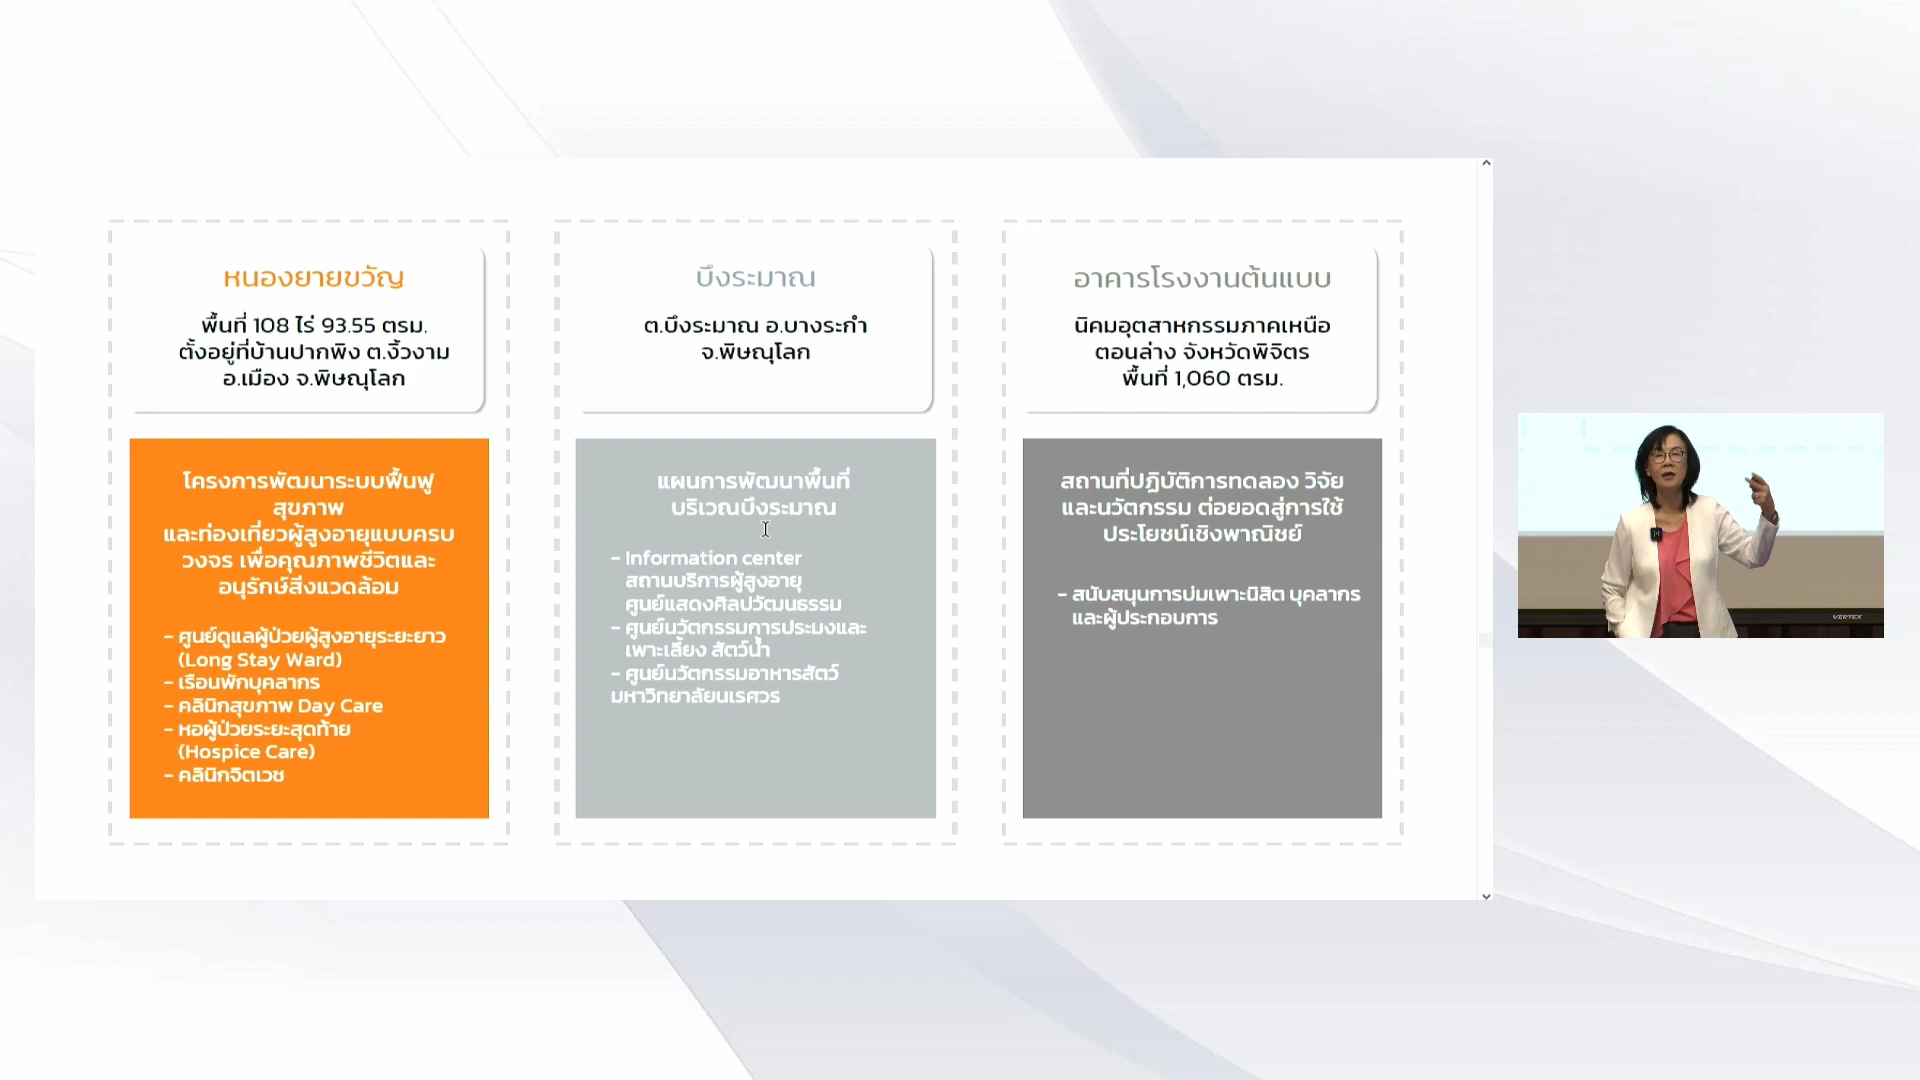 หนองยายขวัญ
พื้นที่ 108 ไร่ 93.55 ตรม.
ตั้งอยู่ที่บ้านปากพิง ต.งิ้วงาม
อ.เมือง จ.พิษณุโลก
โครงการพัฒนาระบบฟื้นฟู
สุขภาพ
และท่องเที่ยวผู้สูงอายุแบบครบ
วงจร เพื่อคุณภาพชีวิตและ
อนุรักษ์สิ่งแวดล้อม
- ศูนย์ดูแลผู้ป่วยผู้สูงอายุระยะยาว
(Long Stay Ward)
- เรือนพักบุคลากร
- คลินิกสุขภาพ Day Care
- หอผู้ป่วยระยะสุดท้าย
(Hospice Care)
- คลินิกจิตเวช
บึงระมาณ
ต.บึงระมาณ อ.บางระกำ
จ.พิษณุโลก
แผนการพัฒนาพื้นที่
บริเวณบึงระมาณ
- Information center
สถานบริการผู้สูงอายุ
ศูนย์แสดงศิลปวัฒนธรรม
- ศูนย์นวัตกรรมการประมงและ
เพาะเลี้ยง สัตว์น้ำ
- ศูนย์นวัตกรรมอาหารสัตว์
มหาวิทยาลัยนเรศวร
อาคารโรงงานต้นแบบ
นิคมอุตสาหกรรมภาคเหนือ
ตอนล่าง จังหวัดพิจิตร
พื้นที่ 1,060 ตรม.
สถานที่ปฏิบัติการทดลอง วิจัย
และนวัตกรรม ต่อยอดสู่การใช้
ประโยชน์เชิงพาณิชย์
- สนับสนุนการบ่มเพาะนิสิต บุคลากร
และผู้ประกอบการ
VERTEX